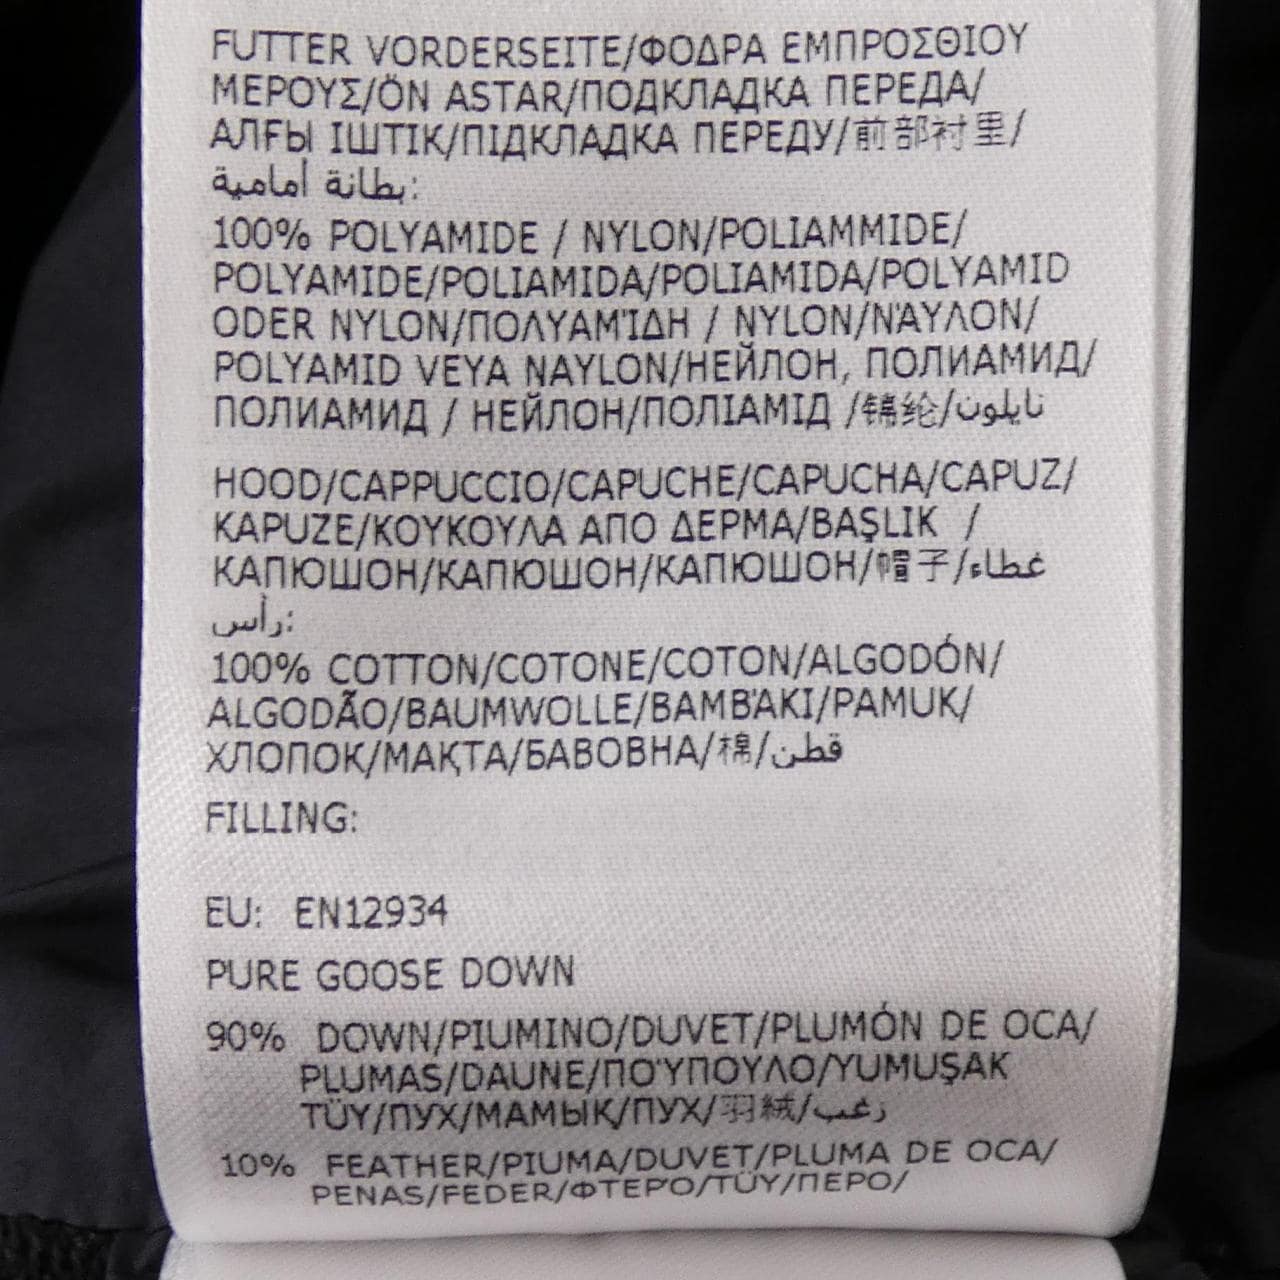 FUTTER VORDERSEITE/ΦΟΔΡΑ ΕΜΠΡΟΣΘΙΟΥ
ΜΕΡΟΥΣ/ÖN ASTAR/ПОДКЛАДКА ПЕРЕДА/
АЛҒЫ ІШТІК/ПІДКЛАДКА ПЕРЕДУ/前部衬里/
بطانة أمامية:
100% POLYAMIDE / NYLON/POLIAMMIDE/
POLYAMIDE/POLIAMIDA/POLIAMIDA/POLYAMID
ODER NYLON/ΠΟΛΥΑΜΊΔΗ / NYLON/ΝΆΥΛΟΝ/
POLYAMID VEYA NAYLON/НЕЙЛОН, ПОЛИАМИД/
ПОЛИАМИД / НЕЙЛОН/ПОЛІАМІД /锦纶/نايلون
HOOD/CAPPUCCIO/CAPUCHE/CAPUCHA/CAPUZ/
KAPUZE/ΚΟΥΚΟΥΛΑ ΑΠΟ ΔΕΡΜΑ/BAŞLIK /
КАПЮШОН/КАПЮШОН/КАПЮШОН/帽子/غطاء
رأس:
100% COTTON/COTONE/COTON/ALGODÓN/
ALGODÃO/BAUMWOLLE/ΒΑΜΒΆΚΙ/PAMUK/
ХЛОПОК/МАҚТА/БАВОВНА/棉/قطن
FILLING:
EU: EN12934
PURE GOOSE DOWN
90% DOWN/PIUMINO/DUVET/PLUMÓN DE OCA/
PLUMAS/DAUNE/ΠΟΎΠΟΥΛΟ/YUMUŞAK
TÜY/ПУХ/МАМЫҚ/ПУХ/羽絨/زغب
10% FEATHER/PIUMA/DUVET/PLUMA DE OCA/
PENAS/FEDER/ΦΤΕΡΌ/TÜY/ПЕРО/